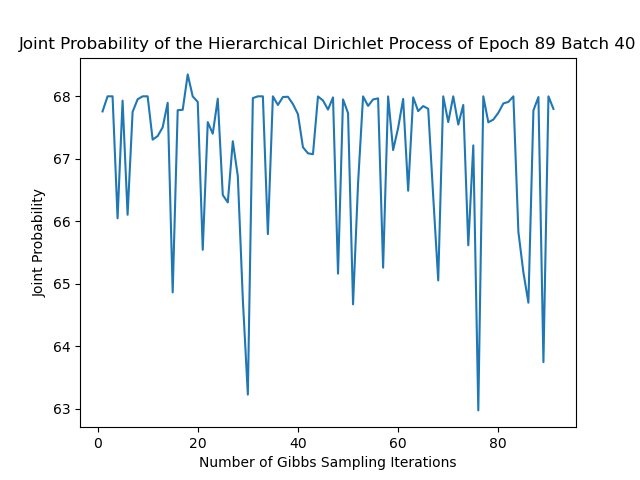 Joint Probability of the Hierarchical Dirichlet Process of Epoch 89 Batch 40
68
67
66
65
64
63
Joint Probability
0 20 40 60 80
Number of Gibbs Sampling Iterations